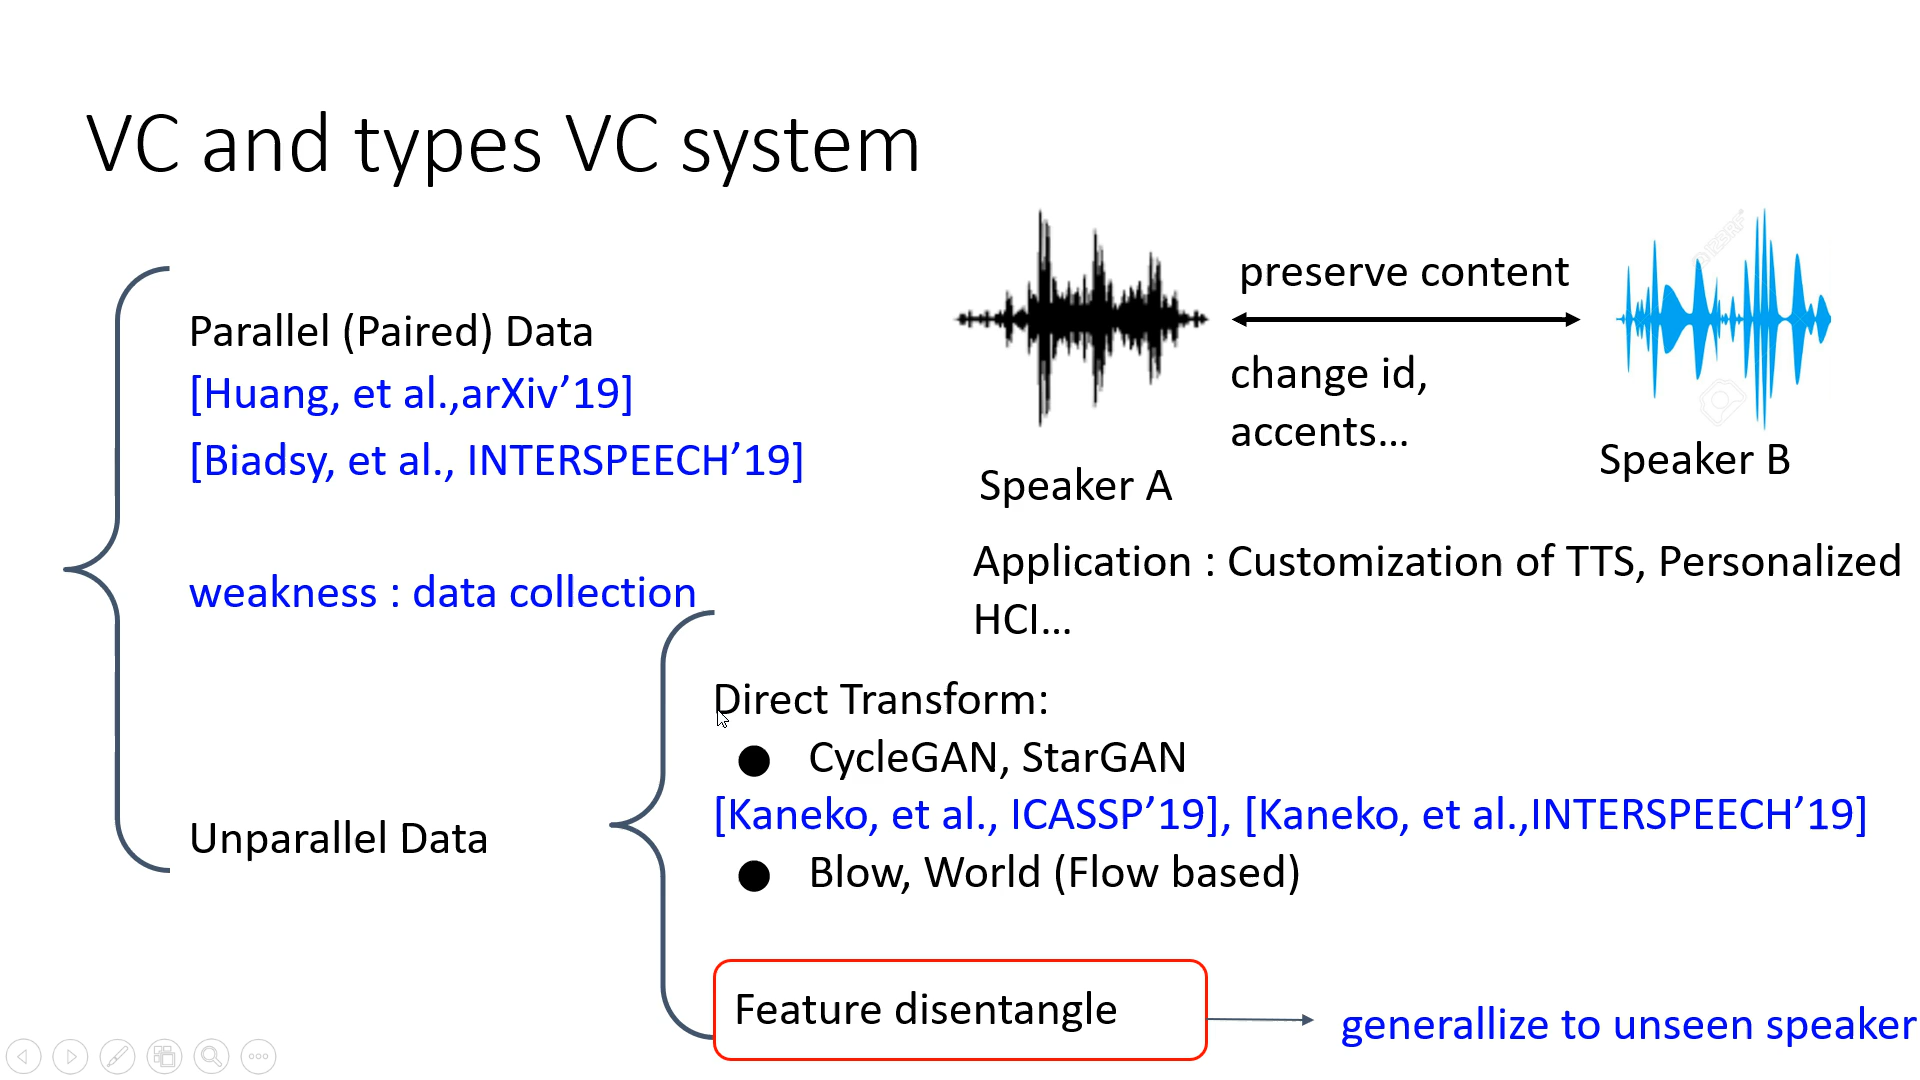 VC and types VC system
Parallel (Paired) Data
[Huang, et al.,arXiv’19]
[Biadsy, et al., INTERSPEECH’19]
weakness : data collection
Unparallel Data
preserve content
change id,
accents...
Speaker A
Speaker B
Application : Customization of TTS, Personalized
HCI...
Direct Transform:
● CycleGAN, StarGAN
[Kaneko, et al., ICASSP’19], [Kaneko, et al.,INTERSPEECH’19]
● Blow, World (Flow based)
Feature disentangle
generallize to unseen speaker